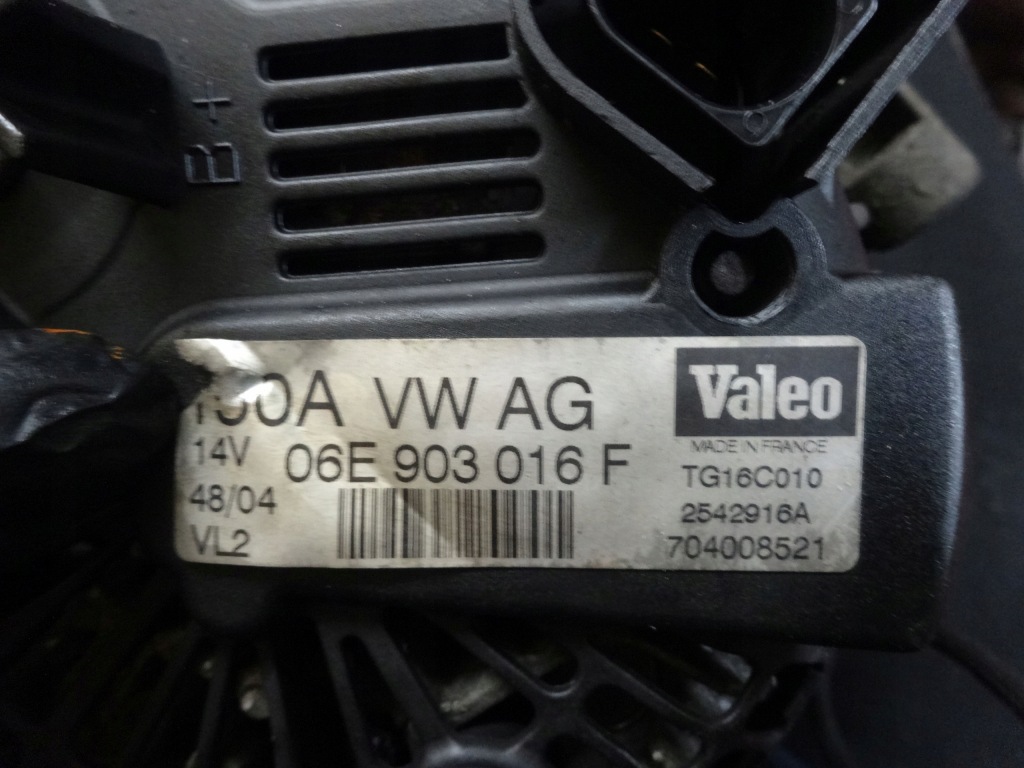 B+
VW AG
14V 06E 903 016 F
48/04
VL2
Valeo
MADE IN FRANCE
TG16C010
2542916A
704008521